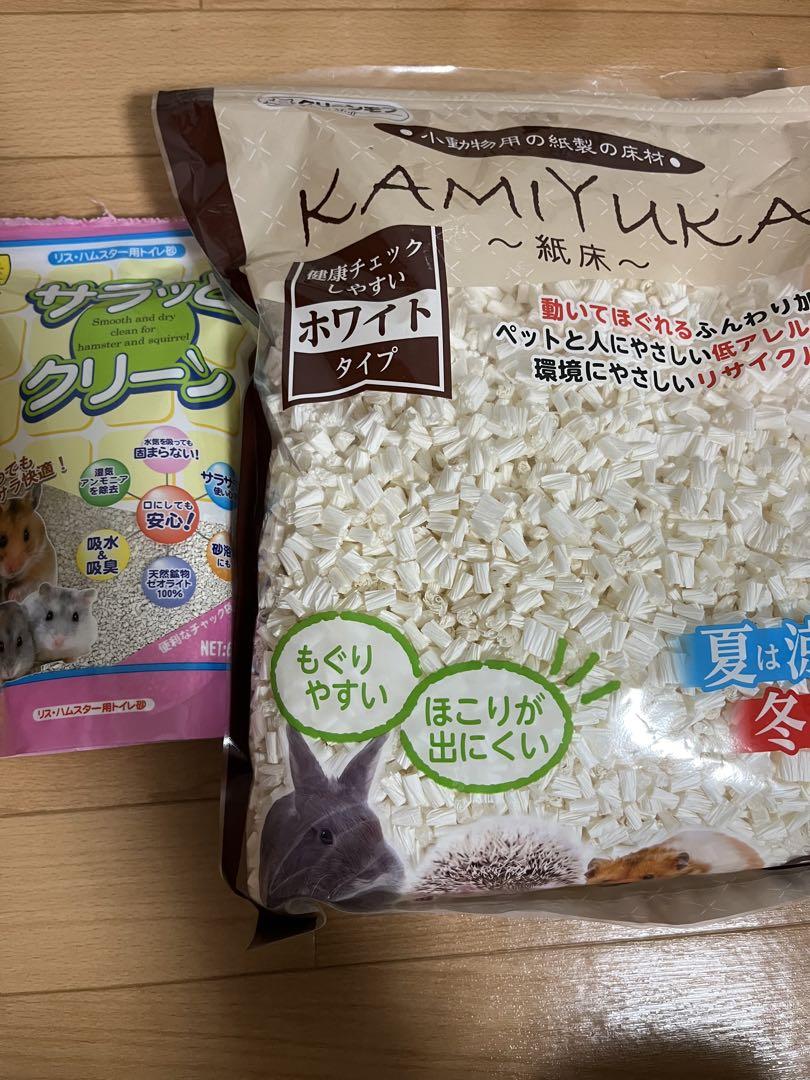 リス・ハムスター用トイレ砂
サラッと
Smooth and dry
clean for
hamster and squirrel
クリーン
水気を吸っても
固まらない!
湿気
アンモニア
を除去
口にしても
安心!
吸水
&
吸臭
天然鉱物
ゼオライト
100%
NET:
リス・ハムスター用トイレ砂
クリーンモフ
小動物用の紙製の床材
KAMIYUKA
～紙床～
健康チェック
しやすい
ホワイト
タイプ
動いてほぐれるふんわり加
ペットと人にやさしい低アレル
環境にやさしいリサイクル
もぐり
やすい
ほこりが
出にくい
夏は涼
冬